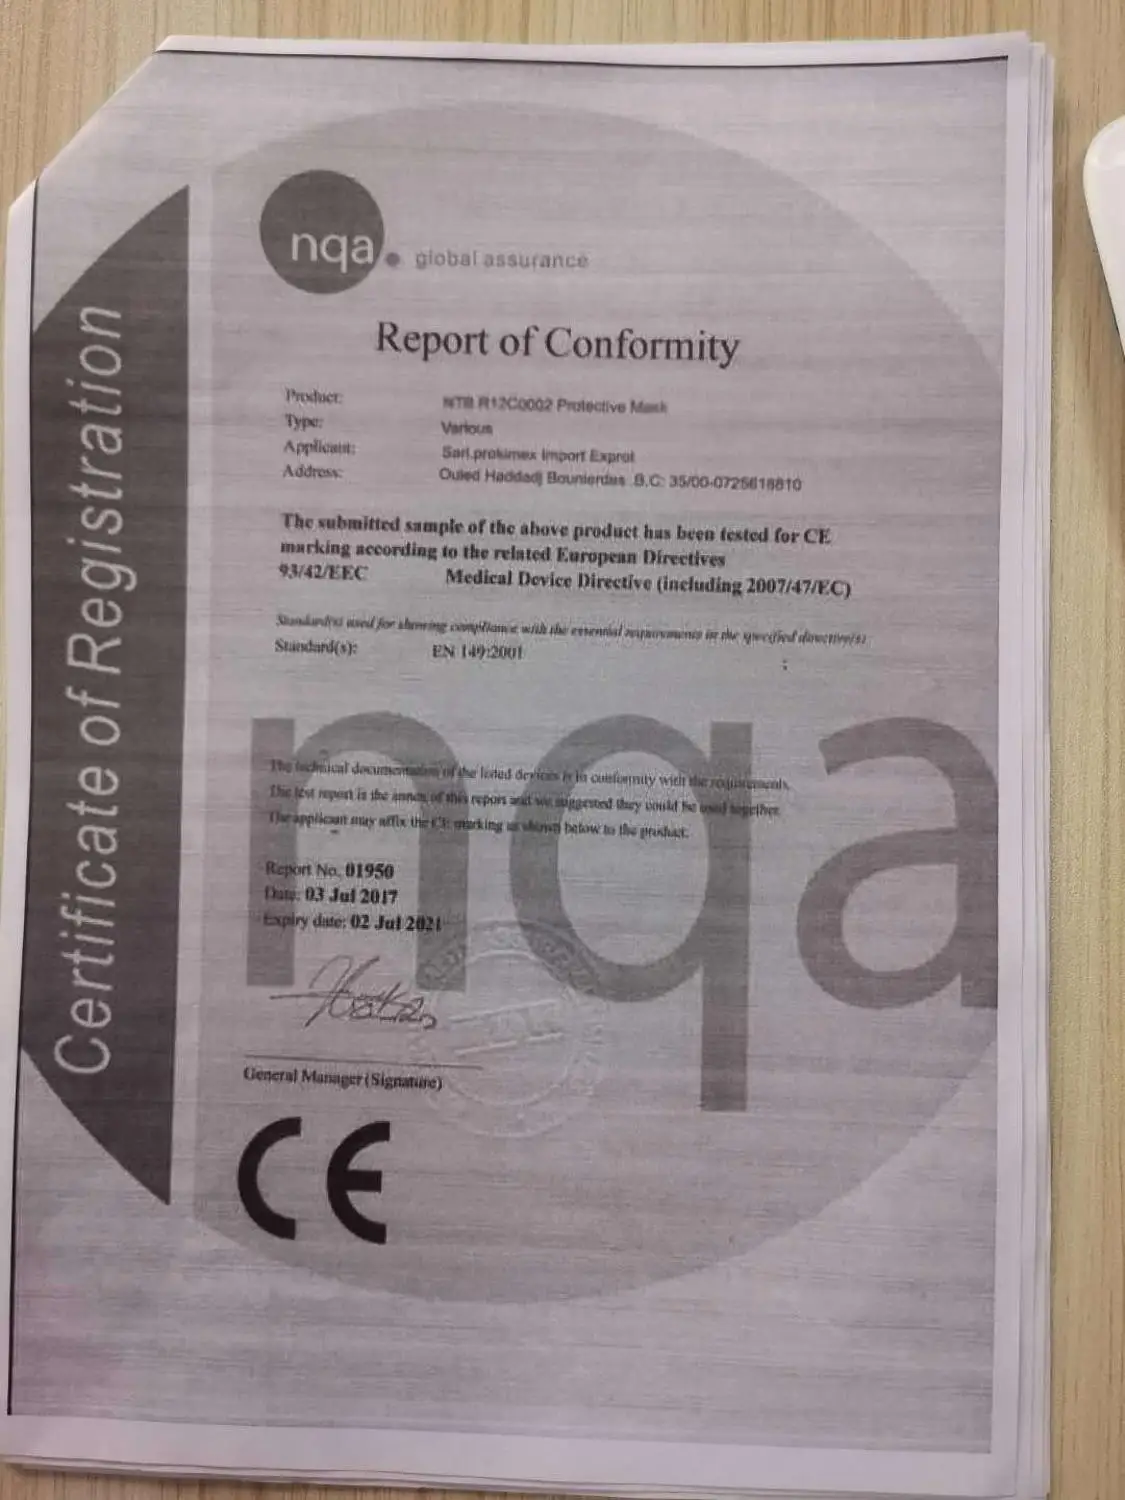 Certificate of Registration
nqa.
global assurance
Report of Conformity
Product: NTB R12C0002 Protective Mask
Type: Various
Applicant: Sarl.prokimex Import Exprot
Address: Ouled Haddadj Boumerdes .B.C: 35/00-0725618810
The submitted sample of the above product has been tested for CE
marking according to the related European Directives
93/42/EEC Medical Device Directive (including 2007/47/EC)
Standard(s) used for showing compliance with the essential requirements in the specified directive(s):
Standard(s): EN 149:2001 ;
The technical documentation of the listed devices is in conformity with the requirements.
The test report is the annex of this report and we suggested they could be used together.
The applicant may affix the CE marking as shown below to the product.
Report No. 01950
Date: 03 Jul 2017
Expiry date: 02 Jul 2021
General Manager (Signature)
CE
nqa